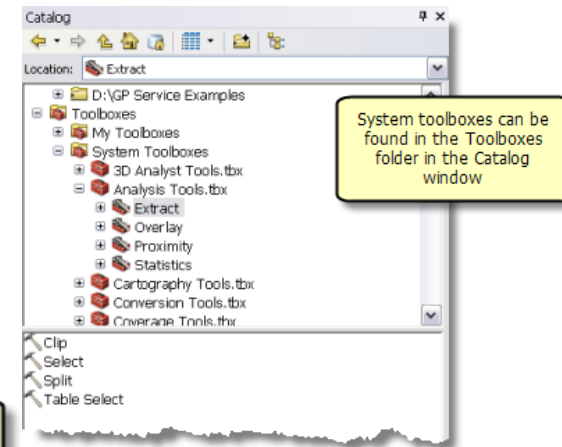 Catalog
Location: Extract
D:\GP Service Examples
Toolboxes
My Toolboxes
System Toolboxes
3D Analyst Tools.tbx
Analysis Tools.tbx
Extract
Overlay
Proximity
Statistics
Cartography Tools.tbx
Conversion Tools.tbx
Coverage Tools.tbx
Clip
Select
Split
Table Select
System toolboxes can be
found in the Toolboxes
folder in the Catalog
window